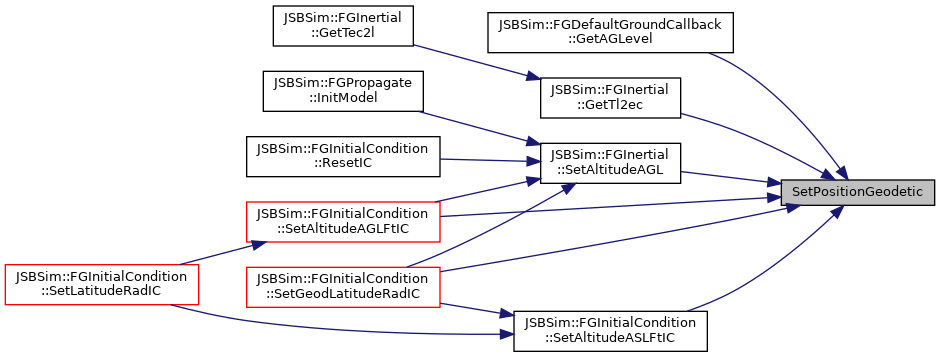 JSBSim::FGInertial
::GetTec2l
JSBSim::FGDefaultGroundCallback
::GetAGLevel
JSBSim::FGPropagate
::InitModel
JSBSim::FGInertial
::GetTl2ec
JSBSim::FGInitialCondition
::ResetIC
JSBSim::FGInertial
::SetAltitudeAGL
SetPositionGeodetic
JSBSim::FGInitialCondition
::SetAltitudeAGLFtIC
JSBSim::FGInitialCondition
::SetLatitudeRadIC
JSBSim::FGInitialCondition
::SetGeodLatitudeRadIC
JSBSim::FGInitialCondition
::SetAltitudeASLFtIC